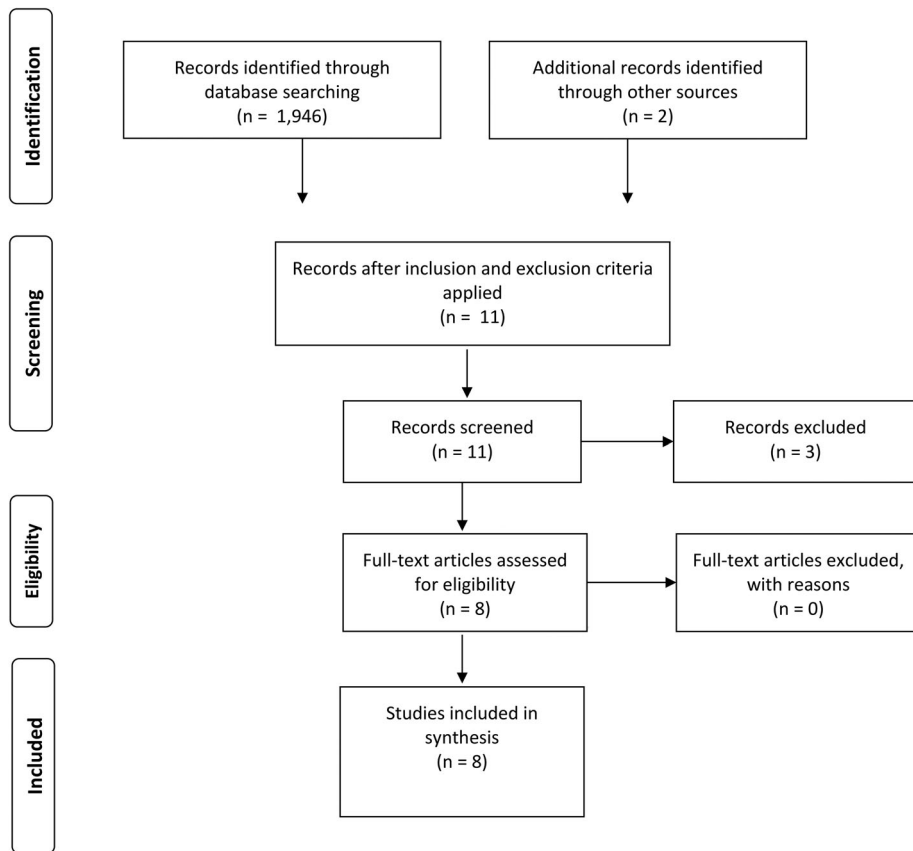 Identification
Records identified through
database searching
(n = 1,946)
Additional records identified
through other sources
(n = 2)
Screening
Records after inclusion and exclusion criteria
applied
(n = 11)
Records screened
(n = 11)
Records excluded
(n = 3)
Eligibility
Full-text articles assessed
for eligibility
(n = 8)
Full-text articles excluded,
with reasons
(n = 0)
Included
Studies included in
synthesis
(n = 8)